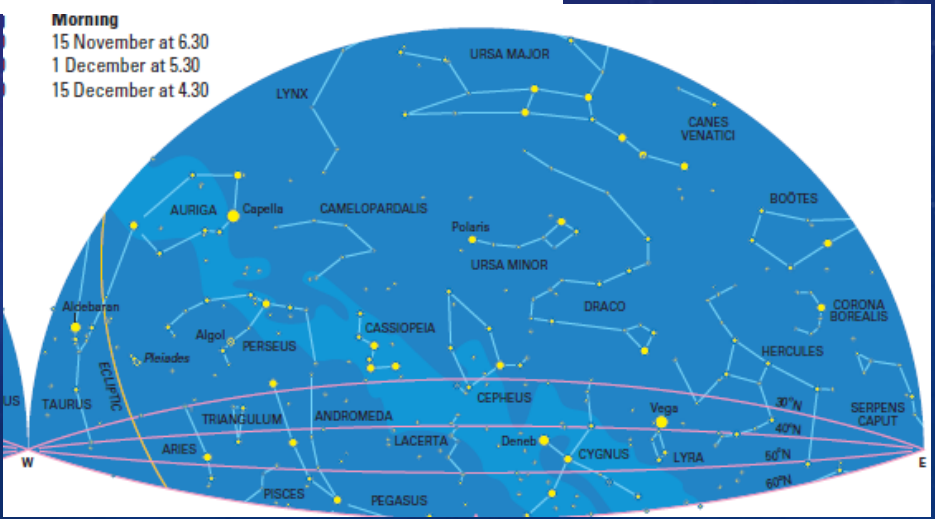 Morning
15 November at 6.30
1 December at 5.30
15 December at 4.30
URSA MAJOR
LYNX
CANES
VENATICI
AURIGA
Capella
CAMELOPARDALIS
BOÖTES
Polaris
URSA MINOR
Aldebaran
DRACO
CORONA
BOREALIS
Algol
CASSIOPEIA
PERSEUS
Pleiades
HERCULES
ECLIPTIC
US
TAURUS
CEPHEUS
30°N
SERPENS
CAPUT
TRIANGULUM
ANDROMEDA
Vega
40°N
LACERTA
Deneb
ARIES
CYGNUS
LYRA
50°N
W
E
60°N
PISCES
PEGASUS